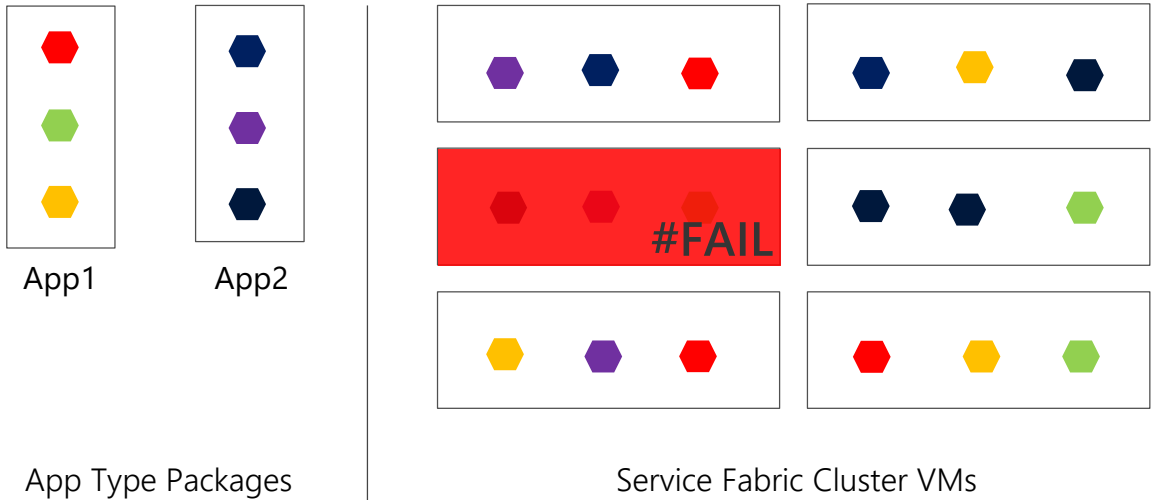 #FAIL
App1
App2
App Type Packages
Service Fabric Cluster VMs